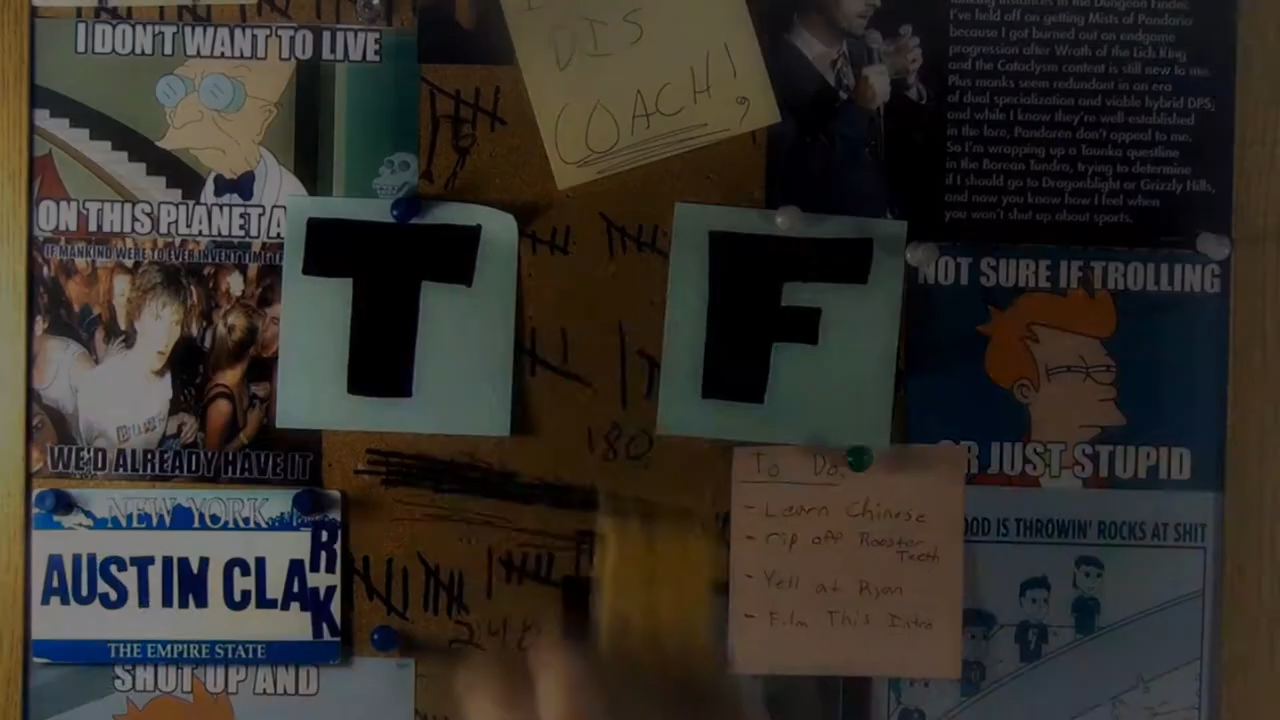 I DON'T WANT TO LIVE
ON THIS PLANET A
IF MANKIND WERE TO EVER INVENT TIME
WE'D ALREADY HAVE IT
NEW YORK
AUSTIN CLARK
THE EMPIRE STATE
SHUT UP AND
DIS
COACH!
T
F
180
To Do:
- Learn Chinese
- rip off Rooster
Teeth
- Yell at Ryan
- Film This Intro
I've held off on getting Mists of Pandaria
because I got burned out on endgame
progression after Wrath of the Lich King
and the Cataclysm content is still new to me.
Plus monks seem redundant in an era
of dual specialization and viable hybrid DPS,
and while I know they're well-established
in the lore, Pandaren don't appeal to me.
So I'm wrapping up a Taunka questline
in the Borean Tundra, trying to determine
if I should go to Dragonblight or Grizzly Hills,
and now you know how I feel when
you won't shut up about sports.
NOT SURE IF TROLLING
OR JUST STUPID
OOD IS THROWIN' ROCKS AT SHIT